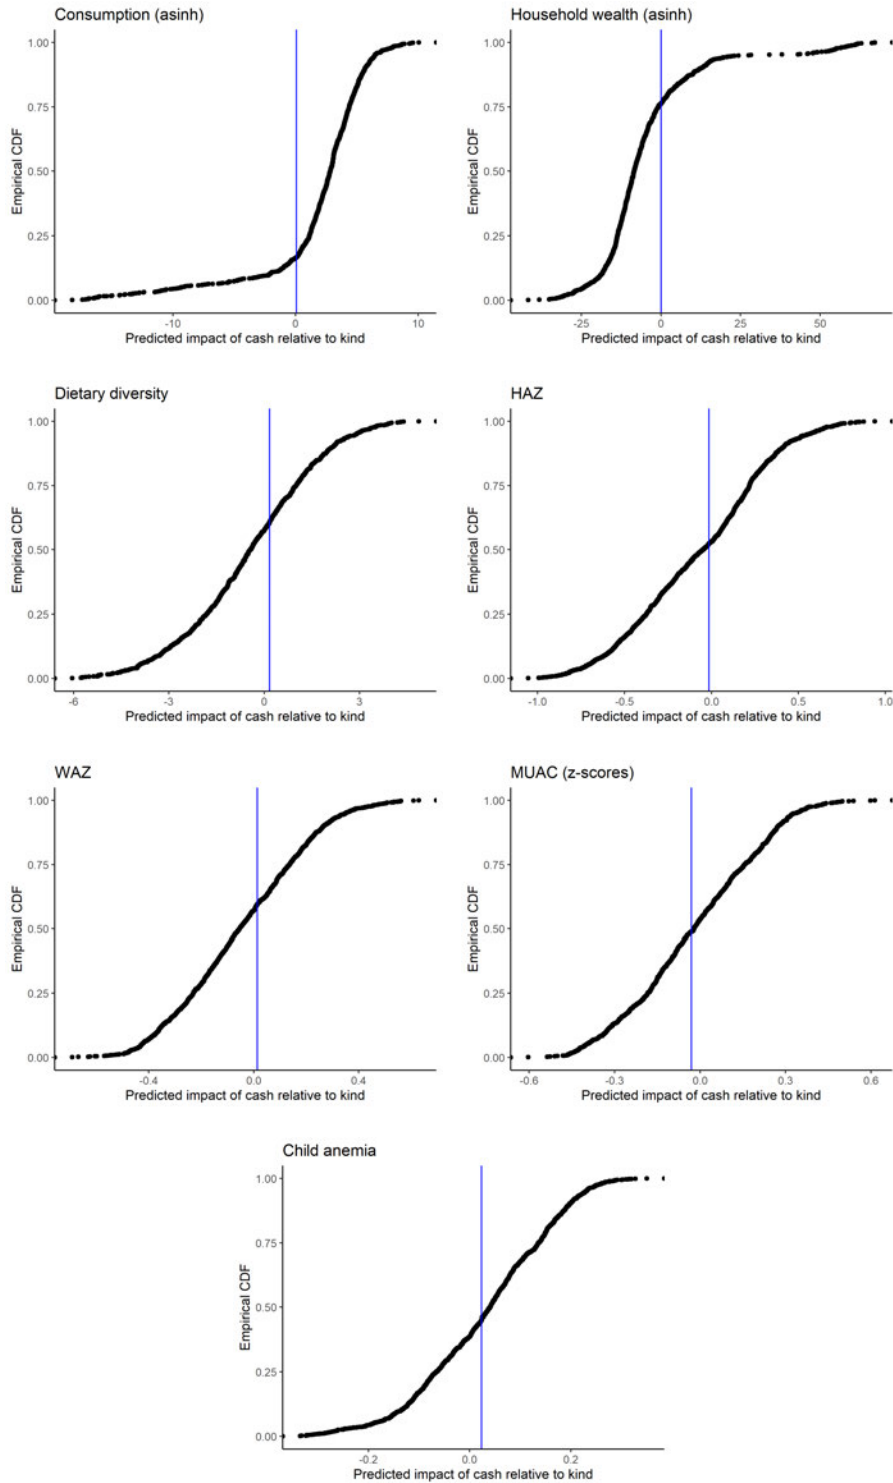 Consumption (asinh)
Empirical CDF
1.00
0.75
0.50
0.25
0.00
-10 0 10
Predicted impact of cash relative to kind
Household wealth (asinh)
Empirical CDF
1.00
0.75
0.50
0.25
0.00
-25 0 25 50
Predicted impact of cash relative to kind
Dietary diversity
Empirical CDF
1.00
0.75
0.50
0.25
0.00
-6 -3 0 3
Predicted impact of cash relative to kind
HAZ
Empirical CDF
1.00
0.75
0.50
0.25
0.00
-1.0 -0.5 0.0 0.5 1.0
Predicted impact of cash relative to kind
WAZ
Empirical CDF
1.00
0.75
0.50
0.25
0.00
-0.4 0.0 0.4
Predicted impact of cash relative to kind
MUAC (z-scores)
Empirical CDF
1.00
0.75
0.50
0.25
0.00
-0.6 -0.3 0.0 0.3 0.6
Predicted impact of cash relative to kind
Child anemia
Empirical CDF
1.00
0.75
0.50
0.25
0.00
-0.2 0.0 0.2
Predicted impact of cash relative to kind